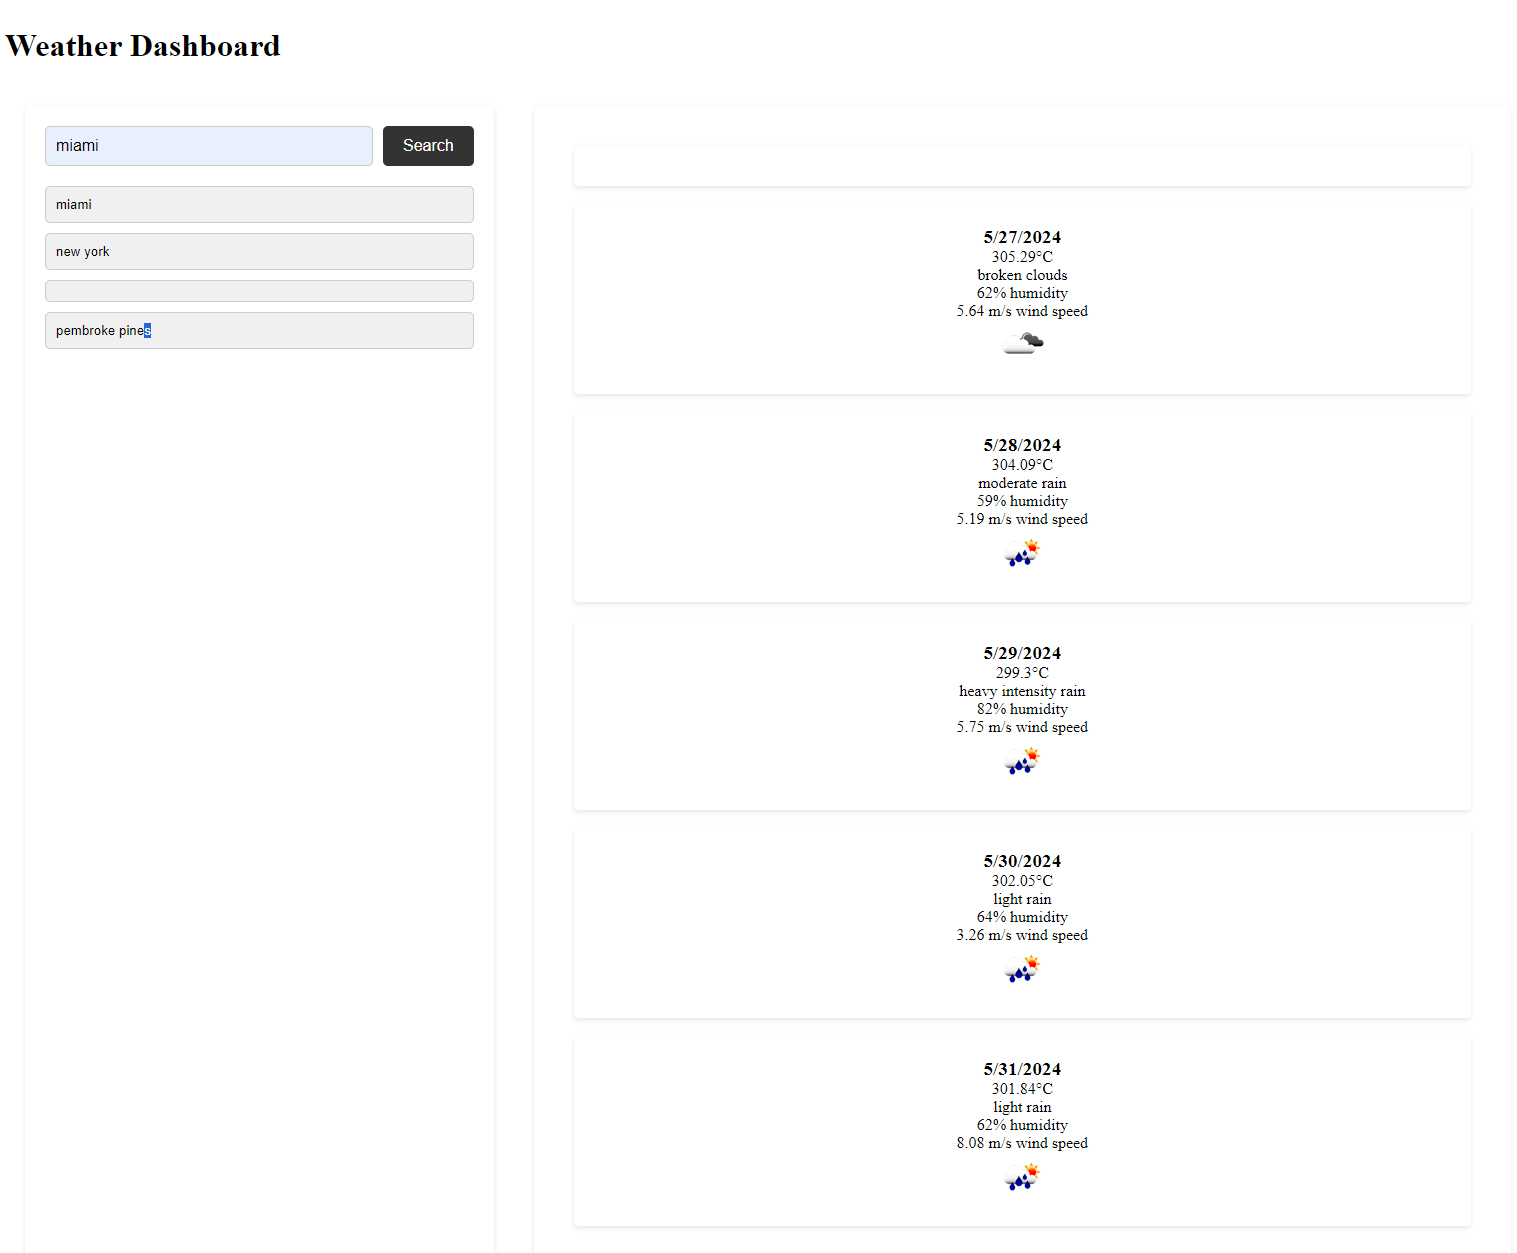 Weather Dashboard
miami
Search
miami
new york
pembroke pines
5/27/2024
305.29°C
broken clouds
62% humidity
5.64 m/s wind speed
5/28/2024
304.09°C
moderate rain
59% humidity
5.19 m/s wind speed
5/29/2024
299.3°C
heavy intensity rain
82% humidity
5.75 m/s wind speed
5/30/2024
302.05°C
light rain
64% humidity
3.26 m/s wind speed
5/31/2024
301.84°C
light rain
62% humidity
8.08 m/s wind speed